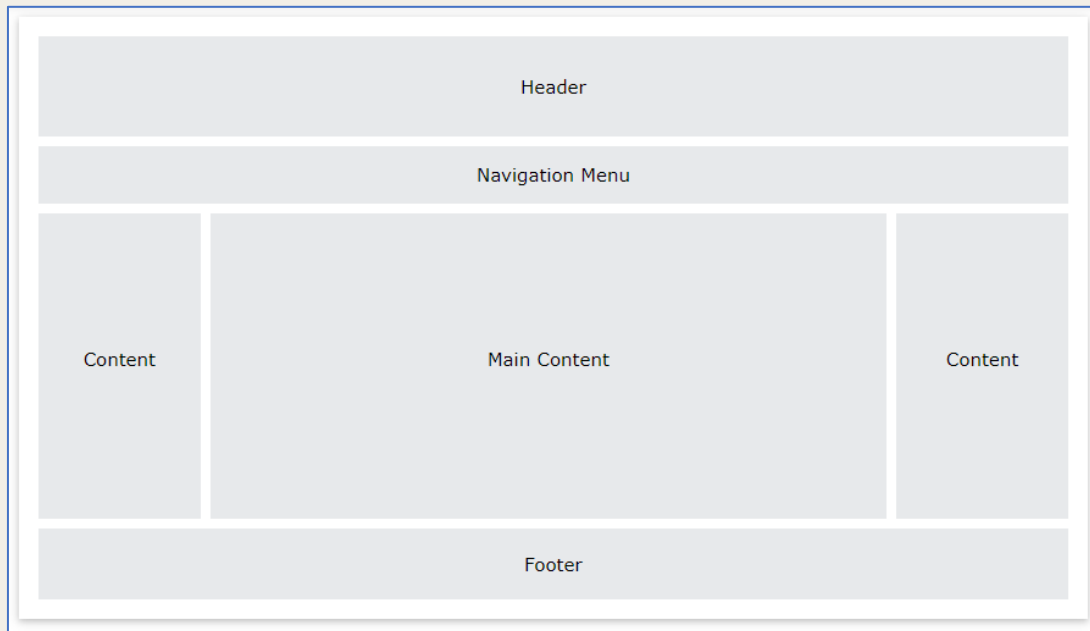 Header
Navigation Menu
Content
Main Content
Content
Footer